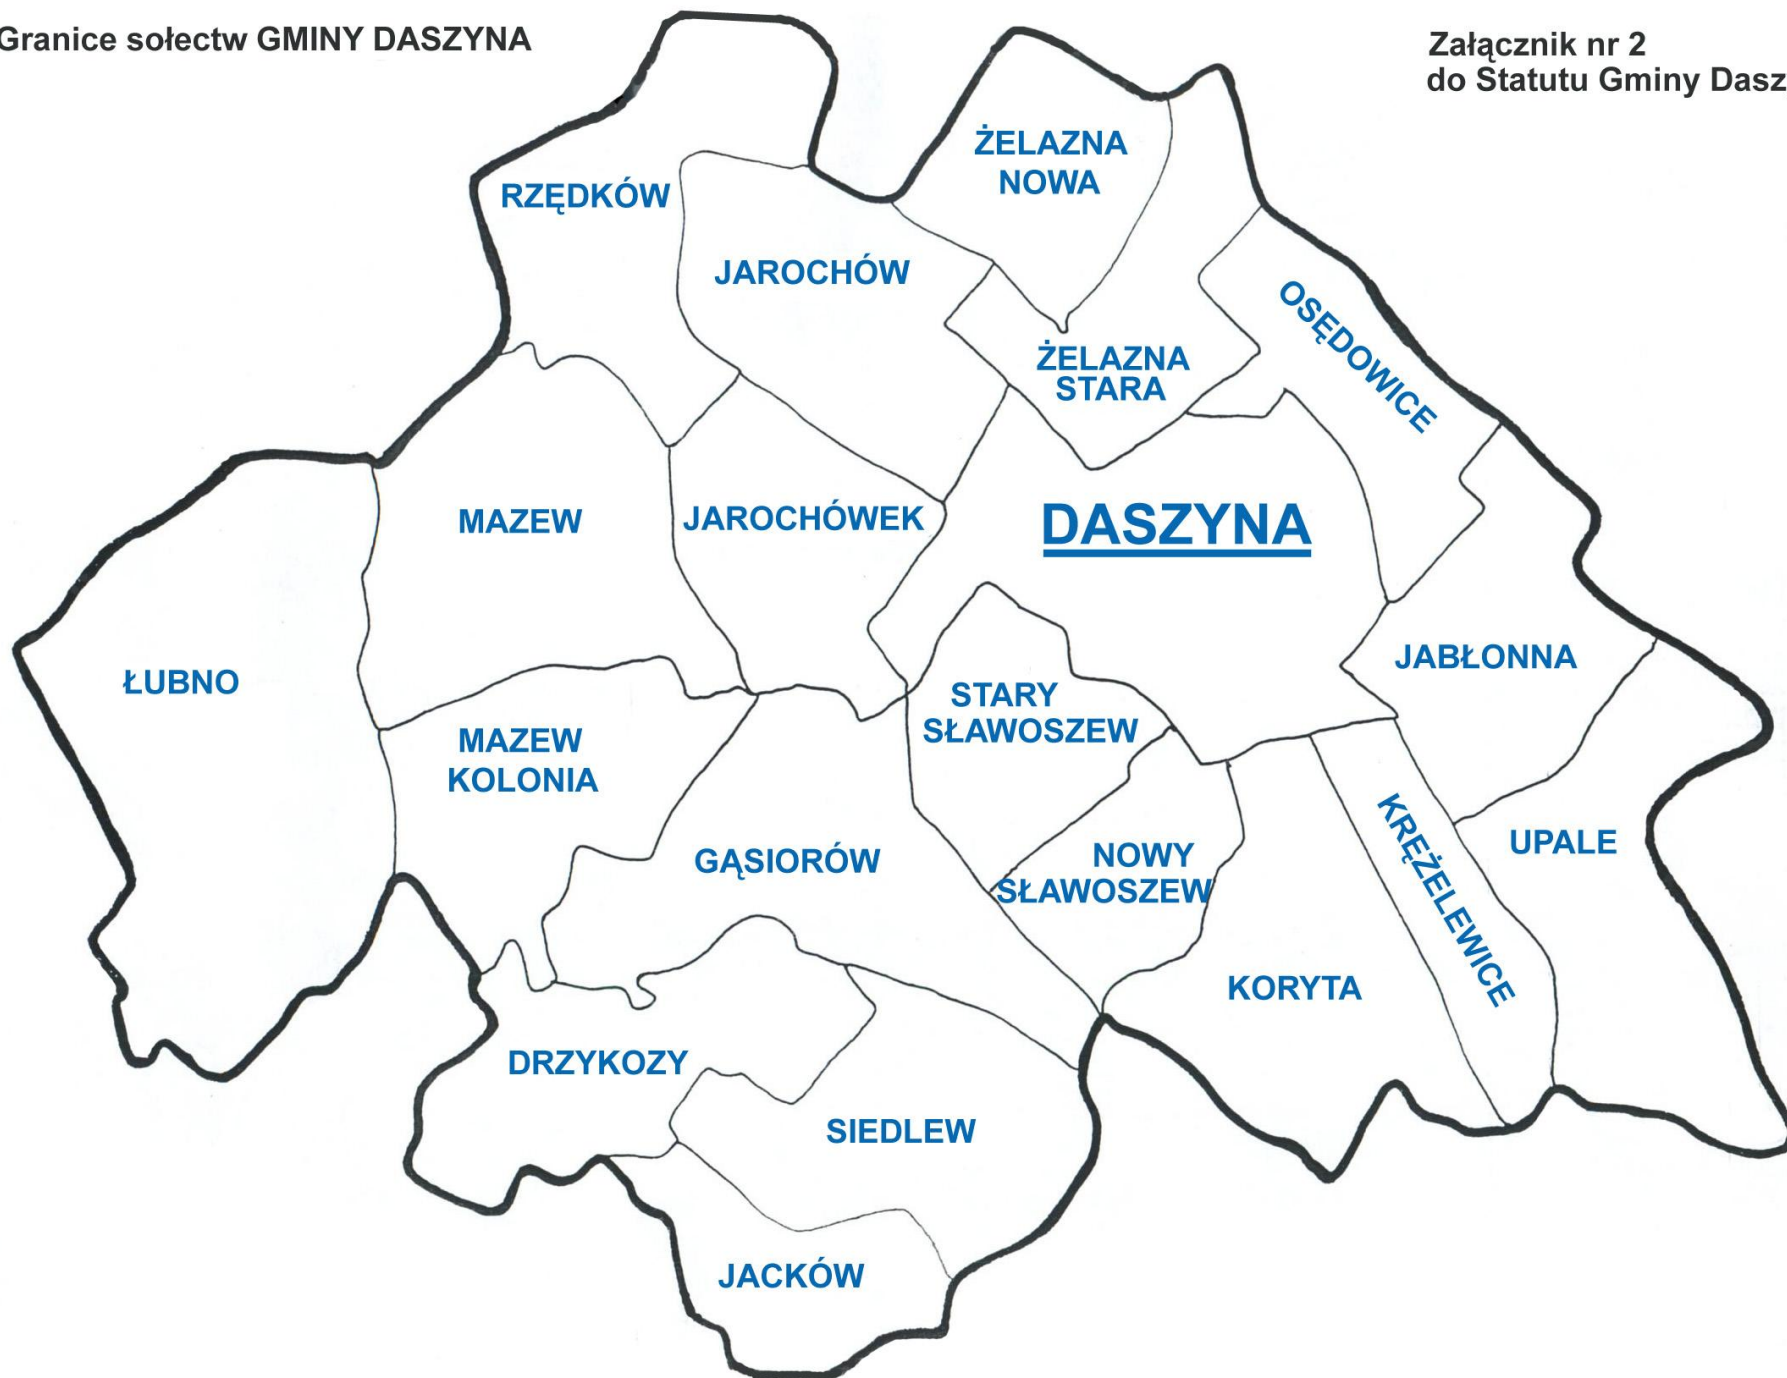 Granice sołectw GMINY DASZYNA
Załącznik nr 2
do Statutu Gminy Dasz
ŻELAZNA
NOWA
RZĘDKÓW
JAROCHÓW
OSĘDOWICE
ŻELAZNA
STARA
MAZEW
JAROCHÓWEK
DASZYNA
ŁUBNO
JABŁONNA
STARY
SŁAWOSZEW
MAZEW
KOLONIA
KRĘŻELEWICE
UPALE
GĄSIORÓW
NOWY
SŁAWOSZEW
KORYTA
DRZYKOZY
SIEDLEW
JACKÓW